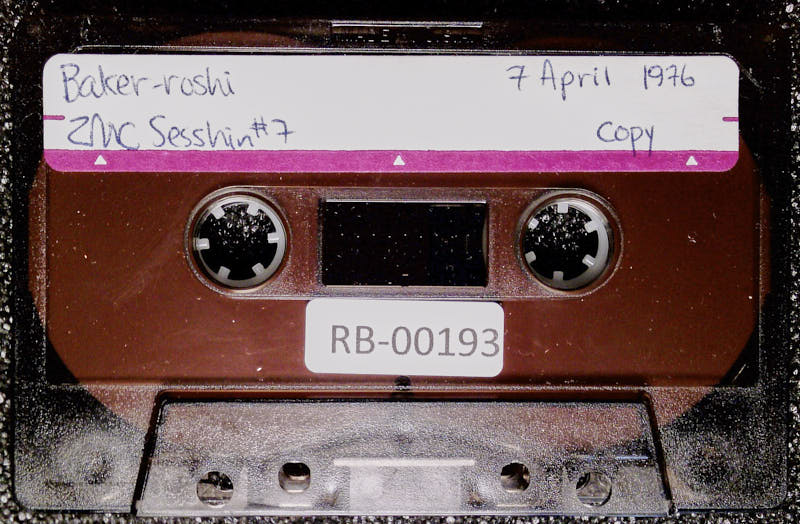 Baker-roshi 7 April 1976
ZMC Sesshin #7 Copy
RB-00193